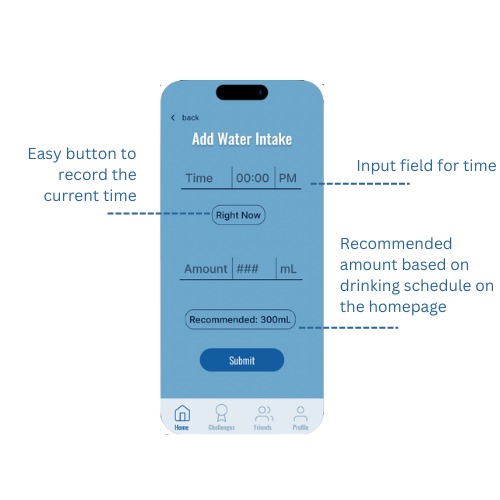 back
Add Water Intake
Easy button to
record the
current time
Time 00:00 PM
Input field for time
Right Now
Recommended
amount based on
drinking schedule on
the homepage
Amount ### mL
Recommended: 300mL
Submit
Home Challenges Friends Profile